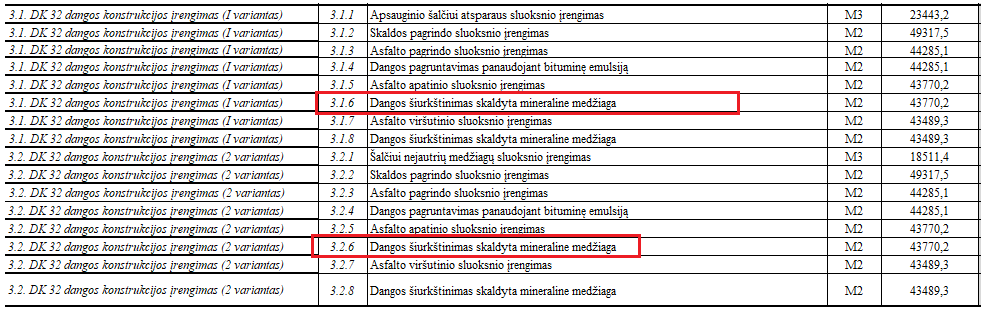 3.1. DK 32 dangos konstrukcijos įrengimas (I variantas) 3.1.1 Apsauginio šalčiui atsparaus sluoksnio įrengimas M3 23443,2
3.1. DK 32 dangos konstrukcijos įrengimas (I variantas) 3.1.2 Skaldos pagrindo sluoksnio įrengimas M2 49317,5
3.1. DK 32 dangos konstrukcijos įrengimas (I variantas) 3.1.3 Asfalto pagrindo sluoksnio įrengimas M2 44285,1
3.1. DK 32 dangos konstrukcijos įrengimas (I variantas) 3.1.4 Dangos pagruntavimas panaudojant bituminę emulsiją M2 44285,1
3.1. DK 32 dangos konstrukcijos įrengimas (I variantas) 3.1.5 Asfalto apatinio sluoksnio įrengimas M2 43770,2
3.1. DK 32 dangos konstrukcijos įrengimas (I variantas) 3.1.6 Dangos šiurkštinimas skaldyta mineraline medžiaga M2 43770,2
3.1. DK 32 dangos konstrukcijos įrengimas (I variantas) 3.1.7 Asfalto viršutinio sluoksnio įrengimas M2 43489,3
3.1. DK 32 dangos konstrukcijos įrengimas (I variantas) 3.1.8 Dangos šiurkštinimas skaldyta mineraline medžiaga M2 43489,3
3.2. DK 32 dangos konstrukcijos įrengimas (2 variantas) 3.2.1 Šalčiui nejautrių medžiagų sluoksnio įrengimas M3 18511,4
3.2. DK 32 dangos konstrukcijos įrengimas (2 variantas) 3.2.2 Skaldos pagrindo sluoksnio įrengimas M2 49317,5
3.2. DK 32 dangos konstrukcijos įrengimas (2 variantas) 3.2.3 Asfalto pagrindo sluoksnio įrengimas M2 44285,1
3.2. DK 32 dangos konstrukcijos įrengimas (2 variantas) 3.2.4 Dangos pagruntavimas panaudojant bituminę emulsiją M2 44285,1
3.2. DK 32 dangos konstrukcijos įrengimas (2 variantas) 3.2.5 Asfalto apatinio sluoksnio įrengimas M2 43770,2
3.2. DK 32 dangos konstrukcijos įrengimas (2 variantas) 3.2.6 Dangos šiurkštinimas skaldyta mineraline medžiaga M2 43770,2
3.2. DK 32 dangos konstrukcijos įrengimas (2 variantas) 3.2.7 Asfalto viršutinio sluoksnio įrengimas M2 43489,3
3.2. DK 32 dangos konstrukcijos įrengimas (2 variantas) 3.2.8 Dangos šiurkštinimas skaldyta mineraline medžiaga M2 43489,3